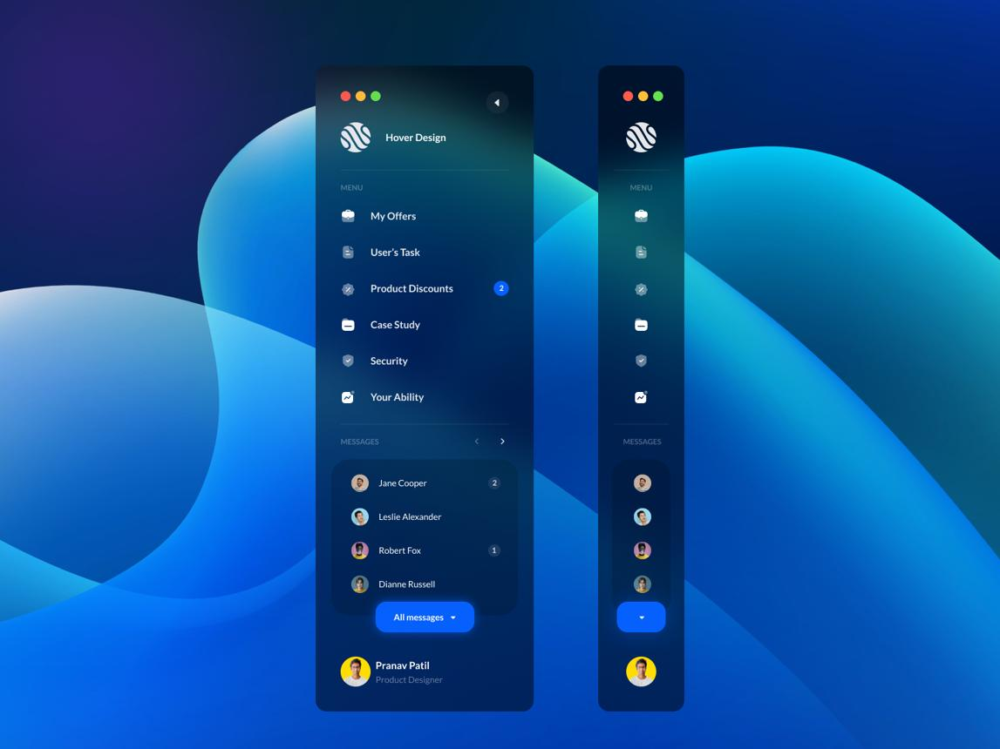 Hover Design
MENU
My Offers
User's Task
Product Discounts 2
Case Study
Security
Your Ability
MESSAGES
Jane Cooper 2
Leslie Alexander
Robert Fox 1
Dianne Russell
All messages
Pranav Patil
Product Designer
MENU
MESSAGES